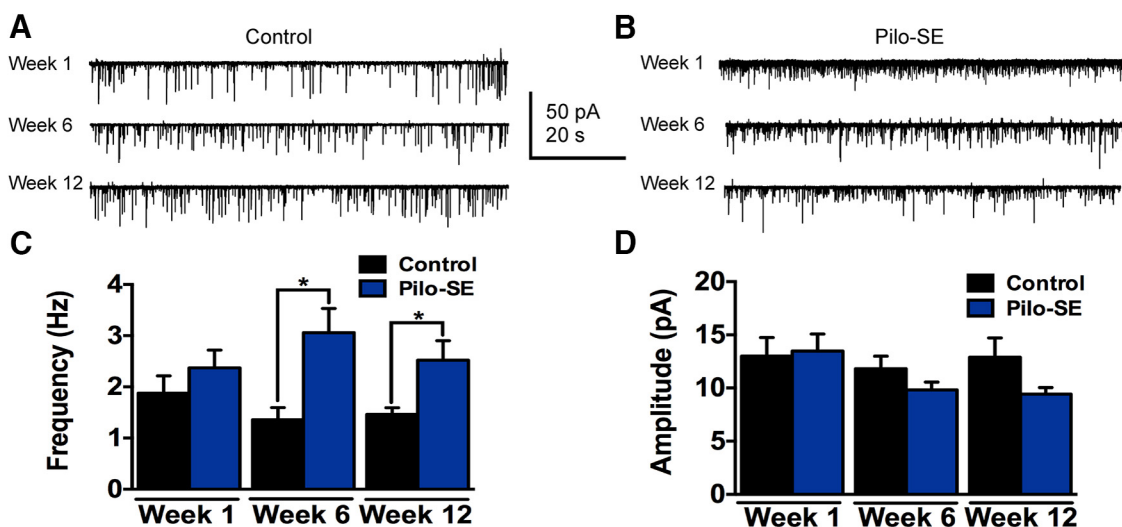 A
Control
Week 1
Week 6
Week 12
50 pA
20 s
B
Pilo-SE
Week 1
Week 6
Week 12
C
Control
Pilo-SE
Frequency (Hz)
4
3
2
1
0
*
*
Week 1
Week 6
Week 12
D
Control
Pilo-SE
Amplitude (pA)
20
15
10
5
0
Week 1
Week 6
Week 12